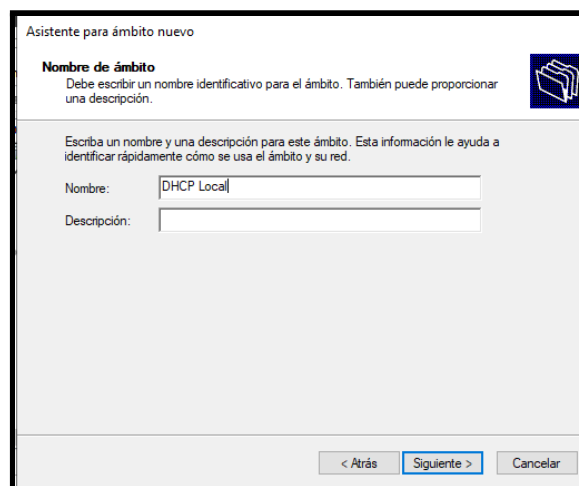 Asistente para ámbito nuevo
Nombre de ámbito
Debe escribir un nombre identificativo para el ámbito. También puede proporcionar
una descripción.
Escriba un nombre y una descripción para este ámbito. Esta información le ayuda a
identificar rápidamente cómo se usa el ámbito y su red.
Nombre: DHCP Local
Descripción:
< Atrás Siguiente > Cancelar